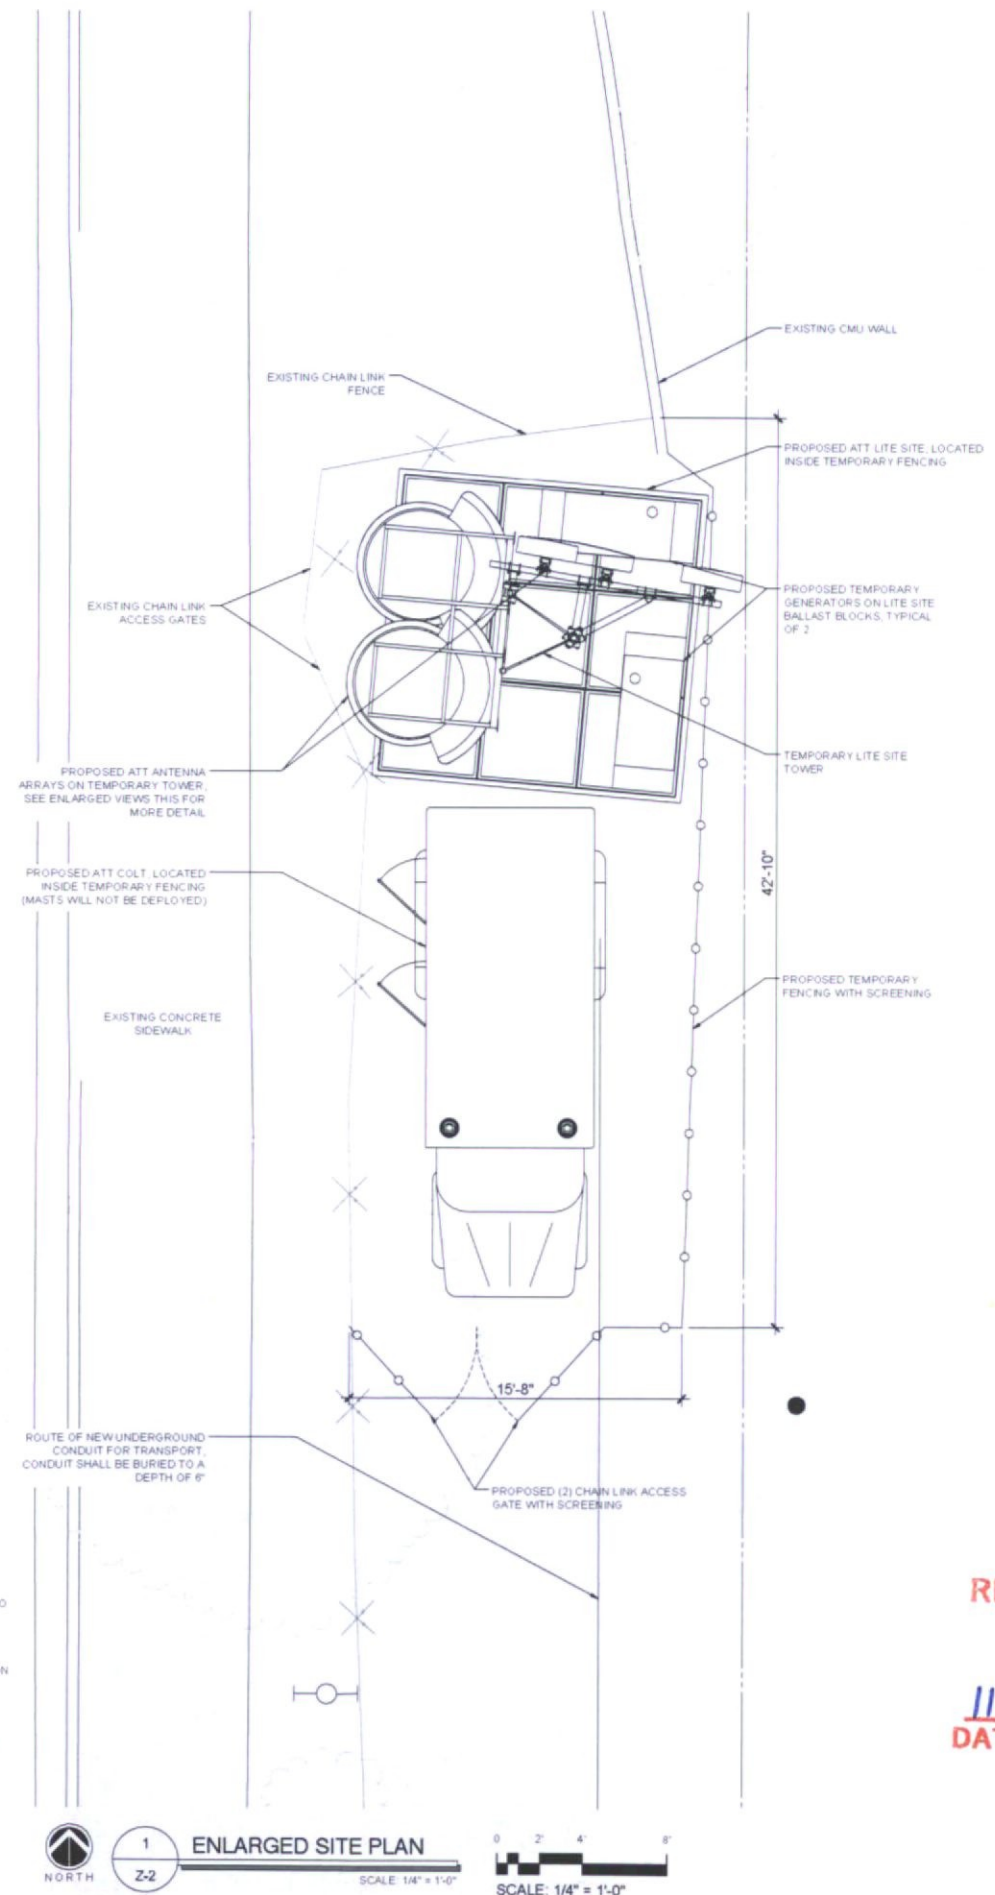 EXISTING CMU WALL
EXISTING CHAIN LINK
FENCE
PROPOSED ATT LITE SITE, LOCATED
INSIDE TEMPORARY FENCING
EXISTING CHAIN LINK
ACCESS GATES
PROPOSED TEMPORARY
GENERATORS ON LITE SITE
BALLAST BLOCKS, TYPICAL
OF 2
TEMPORARY LITE SITE
TOWER
PROPOSED ATT ANTENNA
ARRAYS ON TEMPORARY TOWER,
SEE ENLARGED VIEWS THIS FOR
MORE DETAIL
42'-10"
PROPOSED ATT COLT, LOCATED
INSIDE TEMPORARY FENCING
(MASTS WILL NOT BE DEPLOYED)
PROPOSED TEMPORARY
FENCING WITH SCREENING
EXISTING CONCRETE
SIDEWALK
15'-8"
ROUTE OF NEW UNDERGROUND
CONDUIT FOR TRANSPORT,
CONDUIT SHALL BE BURIED TO A
DEPTH OF 6"
PROPOSED (2) CHAIN LINK ACCESS
GATE WITH SCREENING
O
N
11
DA
NORTH
1
Z-2
ENLARGED SITE PLAN
SCALE: 1/4" = 1'-0"
0 2' 4' 8'
SCALE: 1/4" = 1'-0"